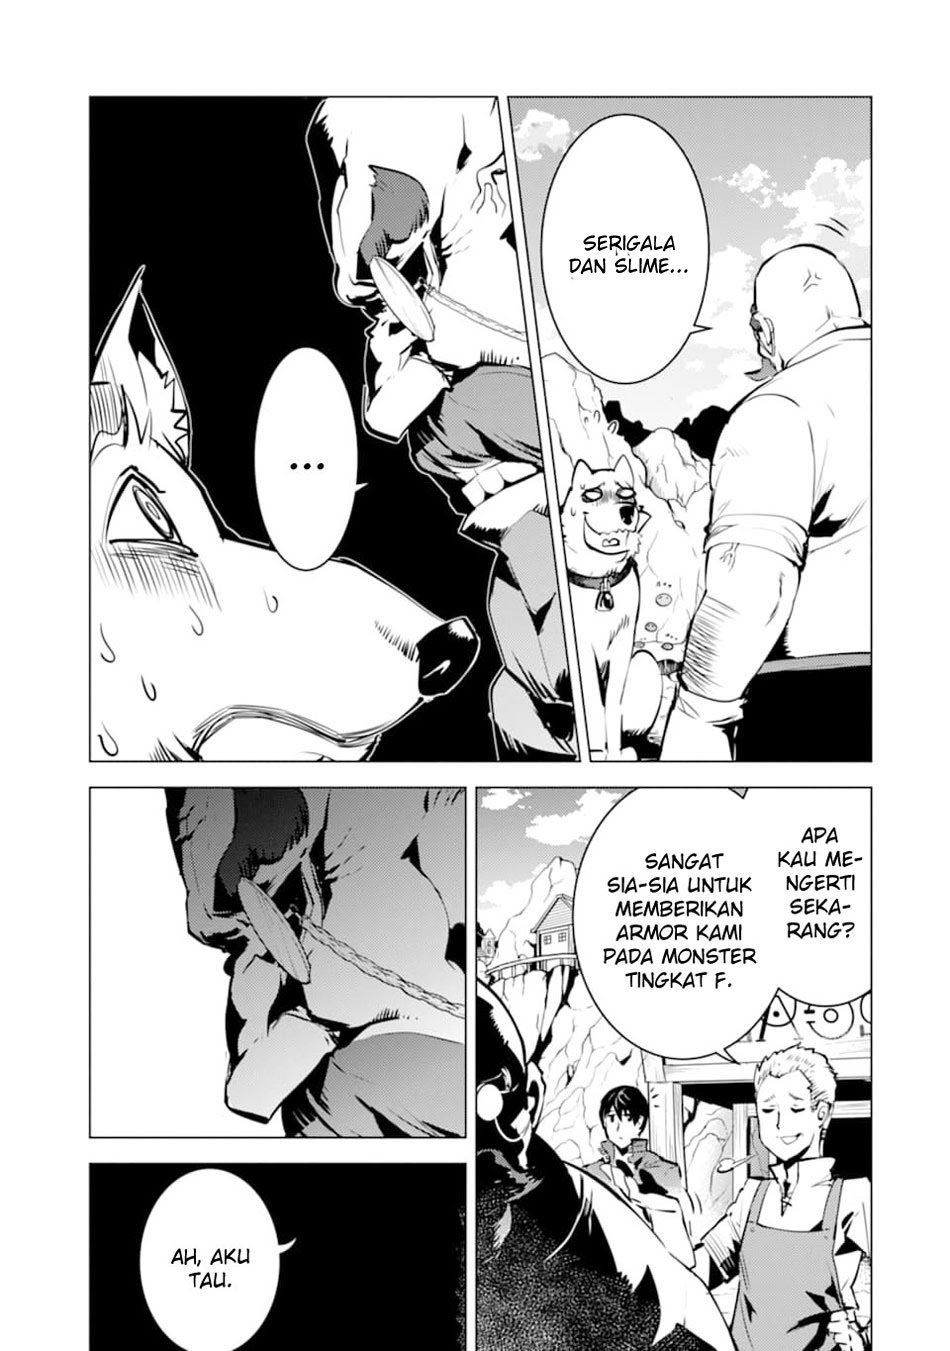 SERIGALA
DAN SLIME...
...
APA
KAU ME-
NGERTI
SEKA-
RANG?
SANGAT
SIA-SIA UNTUK
MEMBERIKAN
ARMOR KAMI
PADA MONSTER
TINGKAT F.
AH, AKU
TAU.